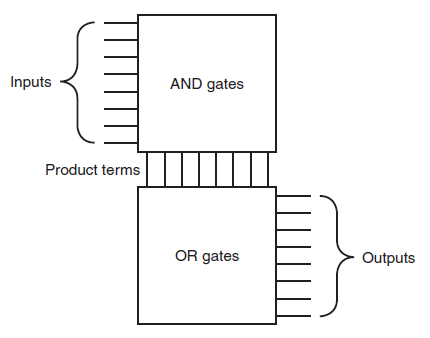 AND gates
Inputs
Product terms
OR gates
Outputs